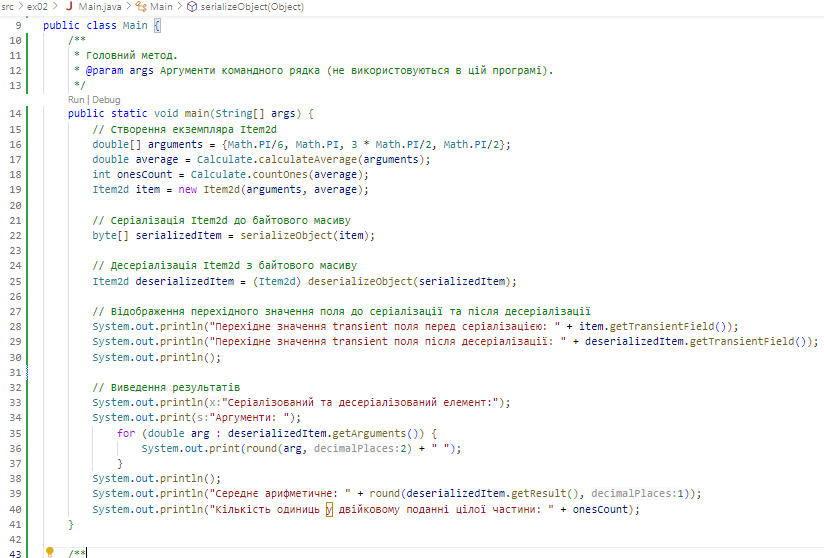 src > ex02 > J Main.java > Main > serializeObject(Object)
9 public class Main {
10 /**
11 * Головний метод.
12 * @param args Аргументи командного рядка (не використовуються в цій програмі).
13 */
Run | Debug
14 public static void main(String[] args) {
15 // Створення екземпляра Item2d
16 double[] arguments = {Math.PI/6, Math.PI, 3 * Math.PI/2, Math.PI/2};
17 double average = Calculate.calculateAverage(arguments);
18 int onesCount = Calculate.countOnes(average);
19 Item2d item = new Item2d(arguments, average);
20
21 // Серіалізація Item2d до байтового масиву
22 byte[] serializedItem = serializeObject(item);
23
24 // Десеріалізація Item2d з байтового масиву
25 Item2d deserializedItem = (Item2d) deserializeObject(serializedItem);
26
27 // Відображення перехідного значення поля до серіалізації та після десеріалізації
28 System.out.println("Перехідне значення transient поля перед серіалізацією: " + item.getTransientField());
29 System.out.println("Перехідне значення transient поля після десеріалізації: " + deserializedItem.getTransientField());
30 System.out.println();
31
32 // Виведення результатів
33 System.out.println(x:"Серіалізований та десеріалізований елемент:");
34 System.out.print(s:"Аргументи: ");
35 for (double arg : deserializedItem.getArguments()) {
36 System.out.print(round(arg, decimalPlaces:2) + " ");
37 }
38 System.out.println();
39 System.out.println("Середнє арифметичне: " + round(deserializedItem.getResult(), decimalPlaces:1));
40 System.out.println("Кількість одиниць у двійковому поданні цілої частини: " + onesCount);
41 }
42
43 /**